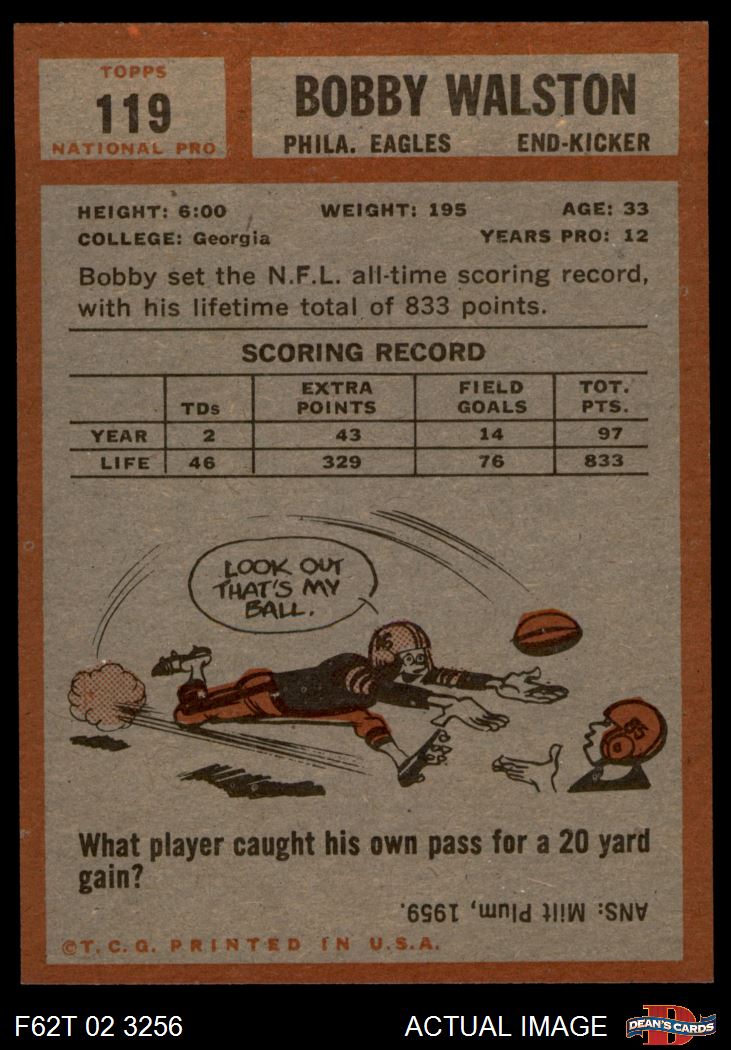 TOPPS
119
NATIONAL PRO
BOBBY WALSTON
PHILA. EAGLES END-KICKER
HEIGHT: 6:00 WEIGHT: 195 AGE: 33
COLLEGE: Georgia YEARS PRO: 12
Bobby set the N.F.L. all-time scoring record,
with his lifetime total of 833 points.
SCORING RECORD
TDs EXTRA POINTS FIELD GOALS TOT. PTS.
YEAR 2 43 14 97
LIFE 46 329 76 833
LOOK OUT
THAT'S MY
BALL.
What player caught his own pass for a 20 yard
gain?
ANS: Milt Plum, 1959.
©T.C.G. PRINTED IN U.S.A.
F62T 02 3256 ACTUAL IMAGE DEAN'S CARDS